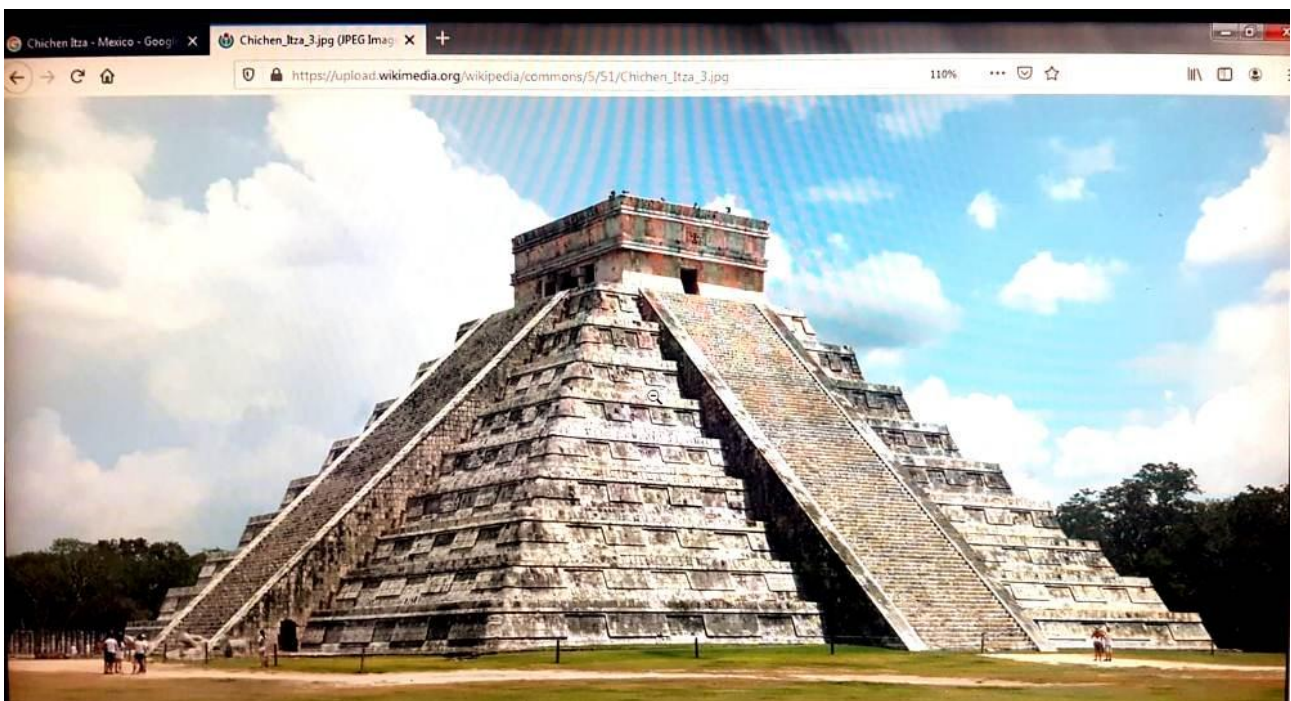 Chichen Itza - Mexico - Googl
Chichen_Itza_3.jpg (JPEG Imag
https://upload.wikimedia.org/wikipedia/commons/5/51/Chichen_Itza_3.jpg
110%